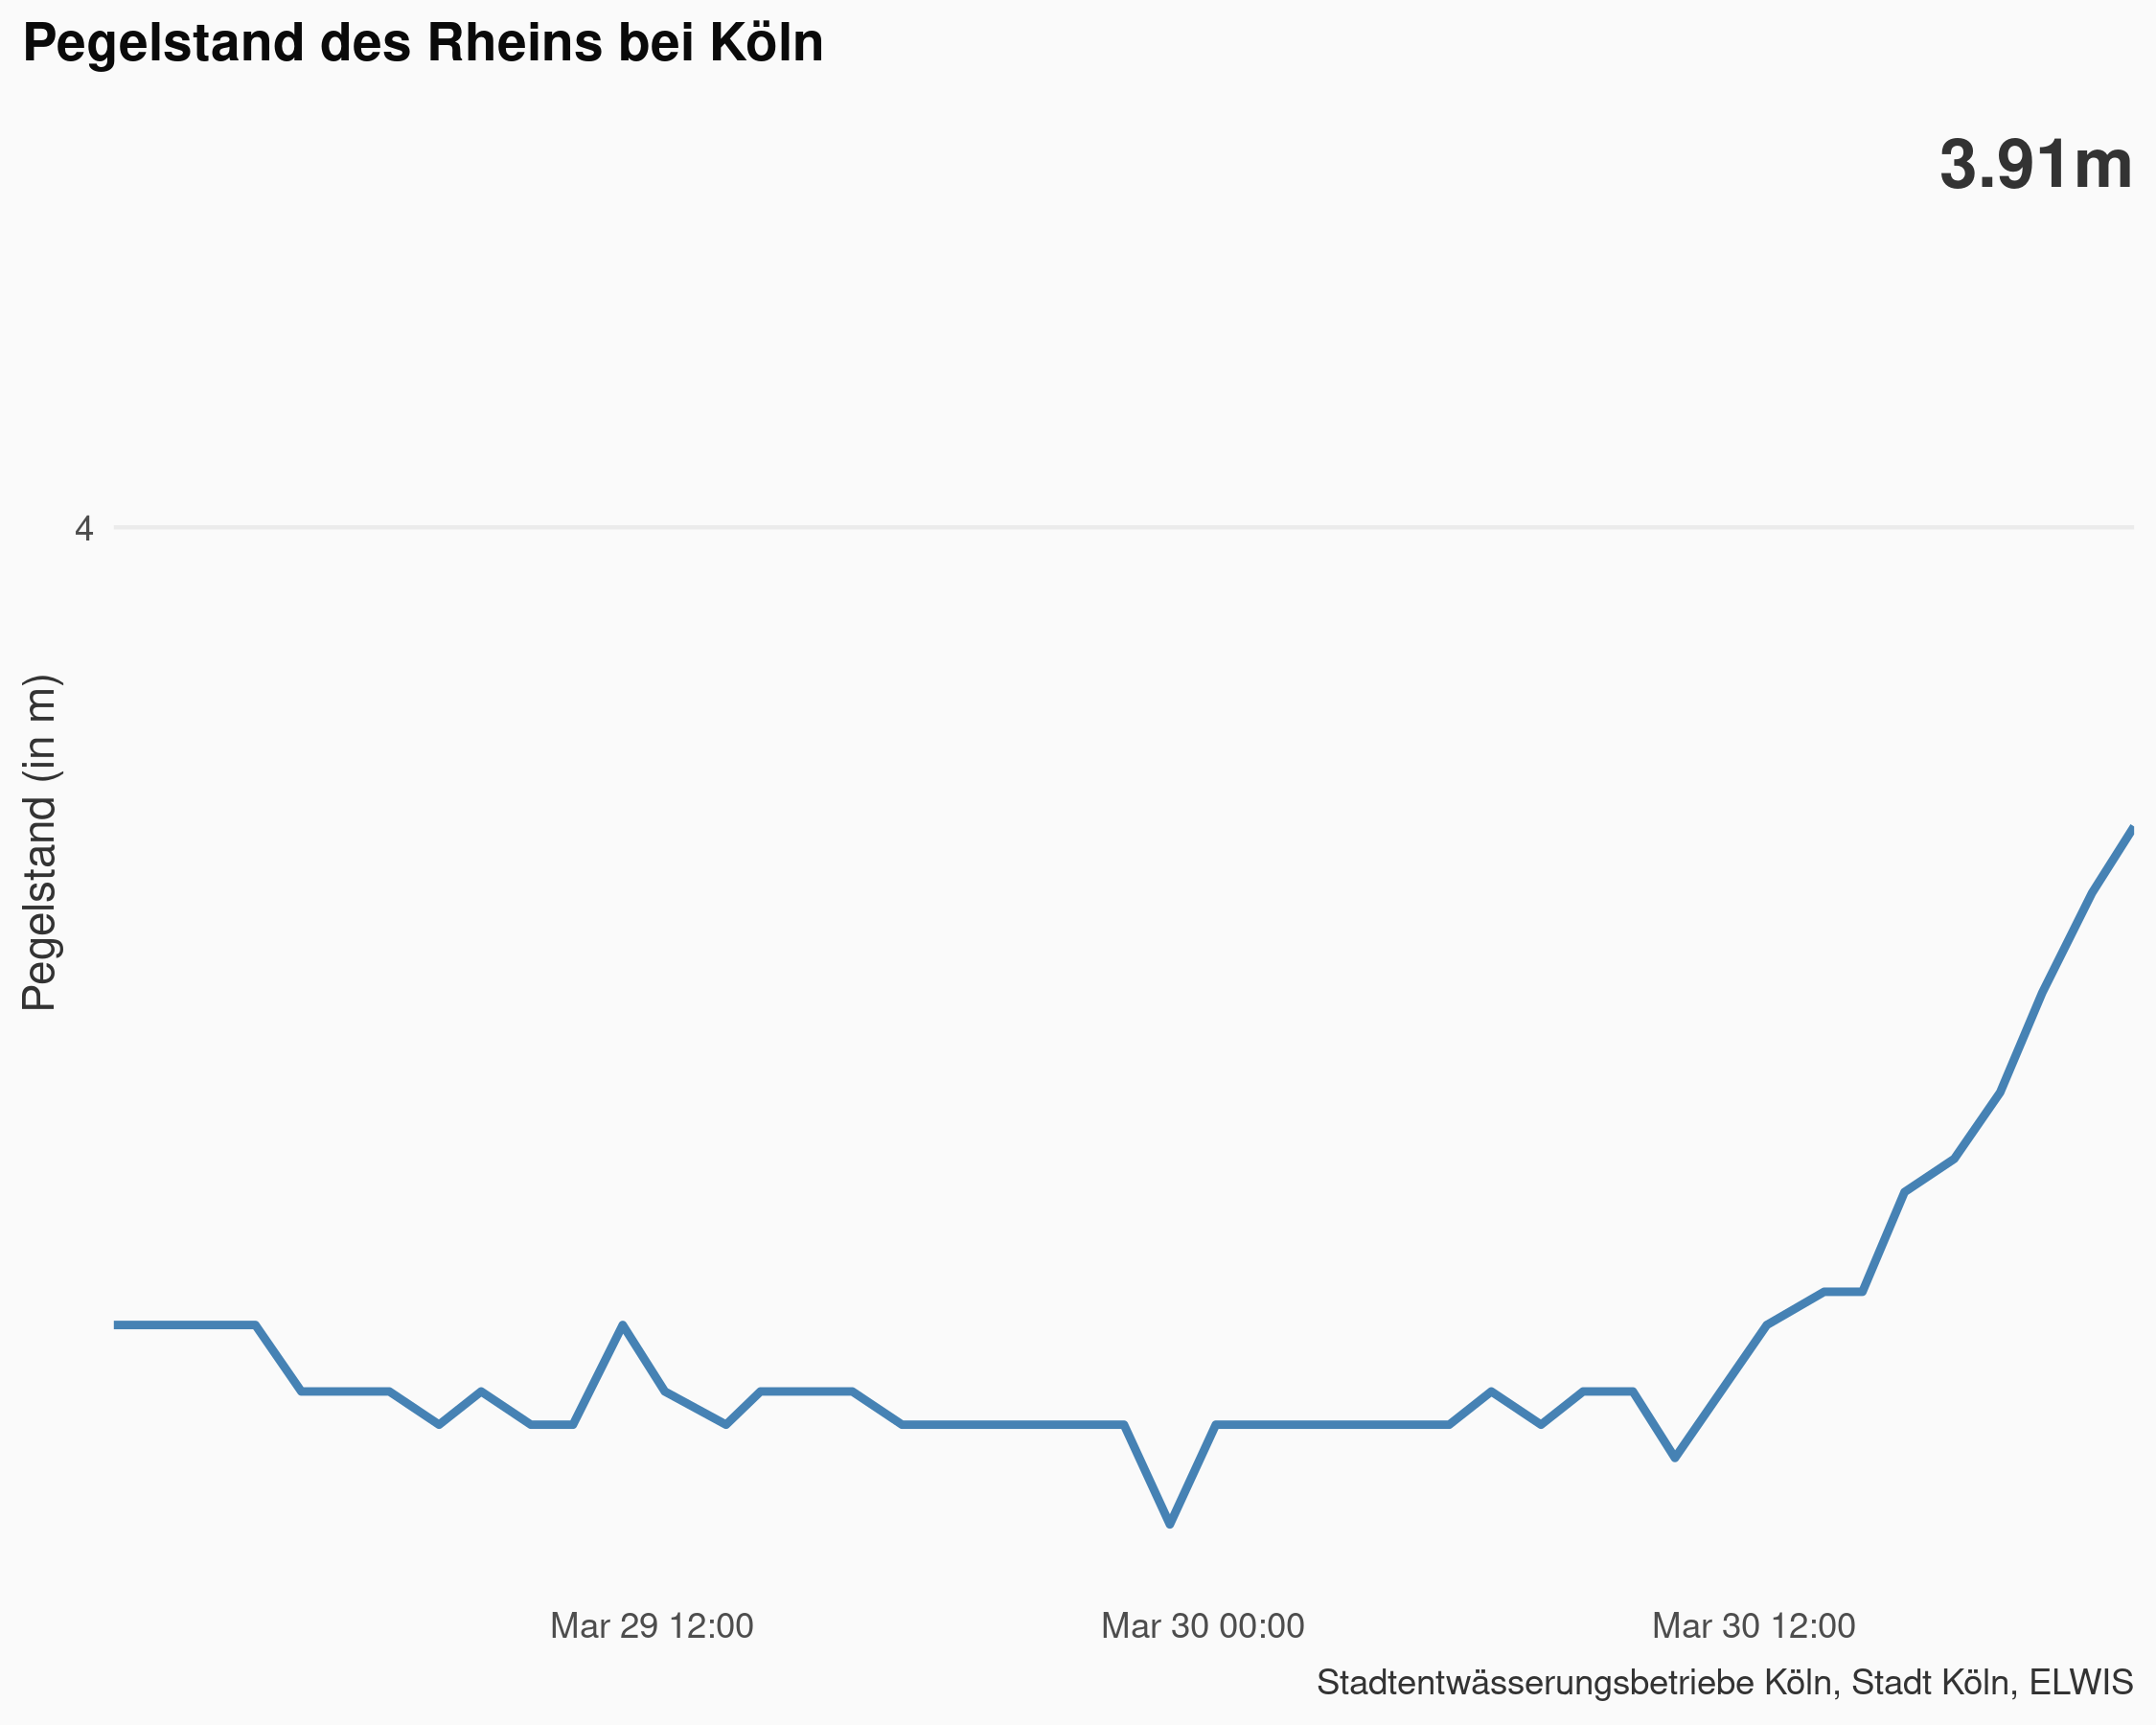 Pegelstand des Rheins bei Köln
3.91m
4
Pegelstand (in m)
Mar 29 12:00
Mar 30 00:00
Mar 30 12:00
Stadtentwässerungsbetriebe Köln, Stadt Köln, ELWIS